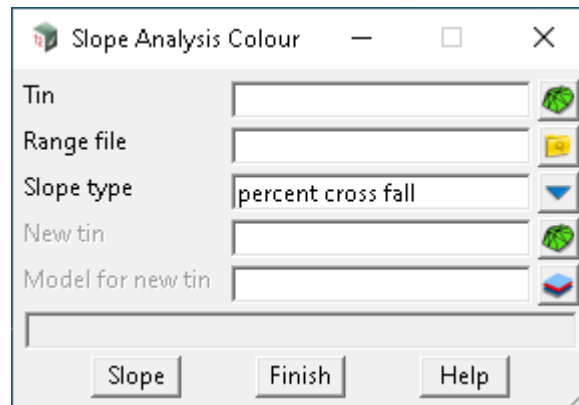 Slope Analysis Colour
Tin
Range file
Slope type percent cross fall
New tin
Model for new tin
Slope Finish Help